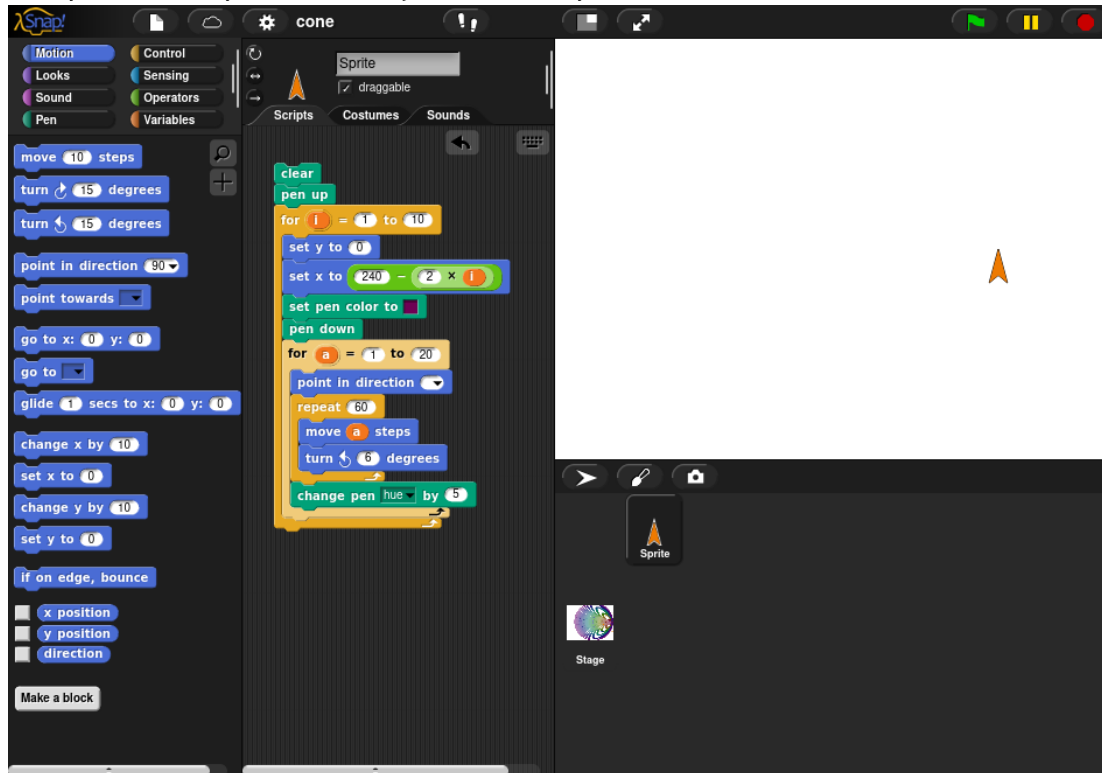 Snap!
cone
Motion Control
Looks Sensing
Sound Operators
Pen Variables
Sprite
draggable
Scripts Costumes Sounds
move 10 steps
turn 15 degrees
turn 15 degrees
point in direction 90
point towards
go to x: 0 y: 0
go to
glide 1 secs to x: 0 y: 0
change x by 10
set x to 0
change y by 10
set y to 0
if on edge, bounce
x position
y position
direction
Make a block
clear
pen up
for i = 1 to 10
set y to 0
set x to 240 − 2 × i
set pen color to
pen down
for a = 1 to 20
point in direction
repeat 60
move a steps
turn 6 degrees
change pen hue by 5
Sprite
Stage